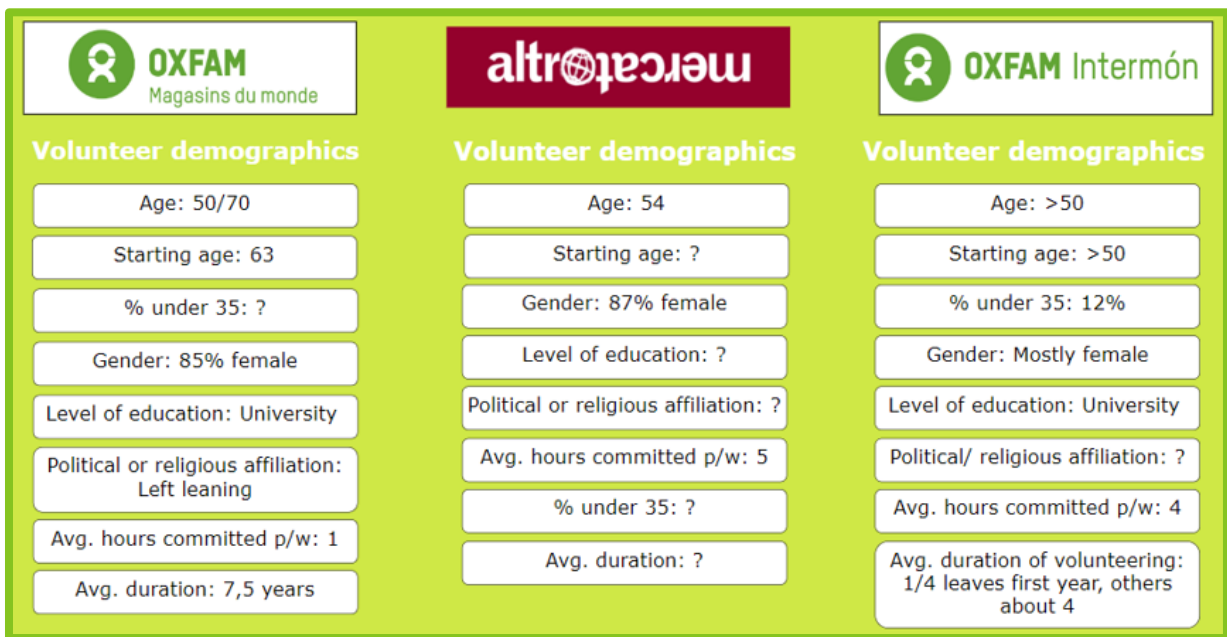 OXFAM
Magasins du monde
Volunteer demographics
Age: 50/70
Starting age: 63
% under 35: ?
Gender: 85% female
Level of education: University
Political or religious affiliation:
Left leaning
Avg. hours committed p/w: 1
Avg. duration: 7,5 years
altromercato
Volunteer demographics
Age: 54
Starting age: ?
Gender: 87% female
Level of education: ?
Political or religious affiliation: ?
Avg. hours committed p/w: 5
% under 35: ?
Avg. duration: ?
OXFAM Intermón
Volunteer demographics
Age: >50
Starting age: >50
% under 35: 12%
Gender: Mostly female
Level of education: University
Political/ religious affiliation: ?
Avg. hours committed p/w: 4
Avg. duration of volunteering:
1/4 leaves first year, others
about 4